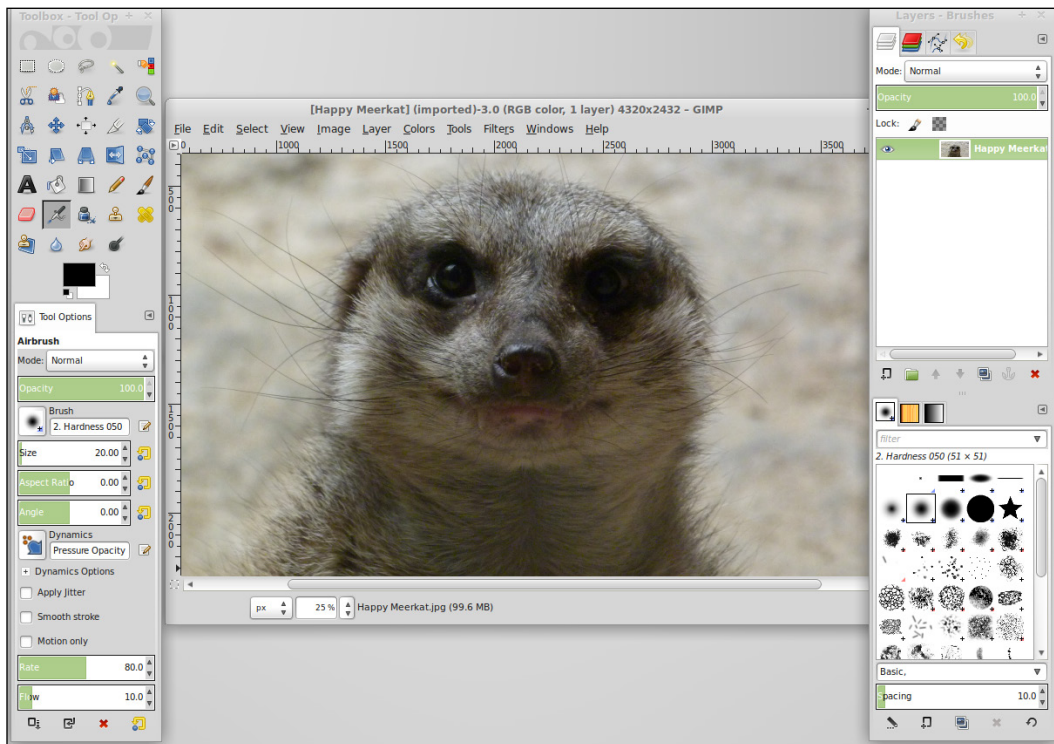 Toolbox - Tool Op
Tool Options
Airbrush
Mode: Normal
Opacity 100.0
Brush
2. Hardness 050
Size 20.00
Aspect Ratio 0.00
Angle 0.00
Dynamics
Pressure Opacity
Dynamics Options
Apply Jitter
Smooth stroke
Motion only
Rate 80.0
Flow 10.0
[Happy Meerkat] (imported)-3.0 (RGB color, 1 layer) 4320x2432 – GIMP
File Edit Select View Image Layer Colors Tools Filters Windows Help
0 1000 1500 2000 2500 3000 3500
500
1000
1500
2000
px 25 % Happy Meerkat.jpg (99.6 MB)
Layers - Brushes
Mode: Normal
Opacity 100.0
Lock:
Happy Meerkat
filter
2. Hardness 050 (51 × 51)
Basic,
Spacing 10.0